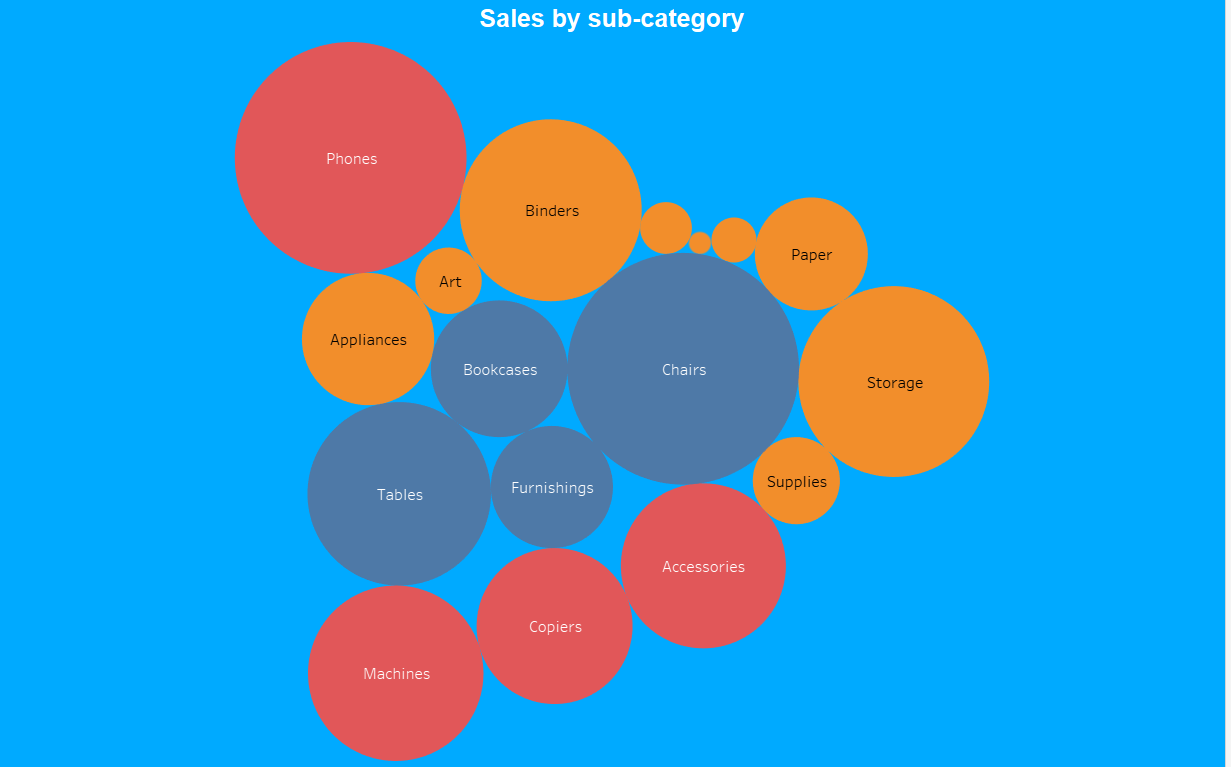 Sales by sub-category
Phones
Binders
Paper
Art
Appliances
Bookcases
Chairs
Storage
Supplies
Furnishings
Tables
Accessories
Copiers
Machines